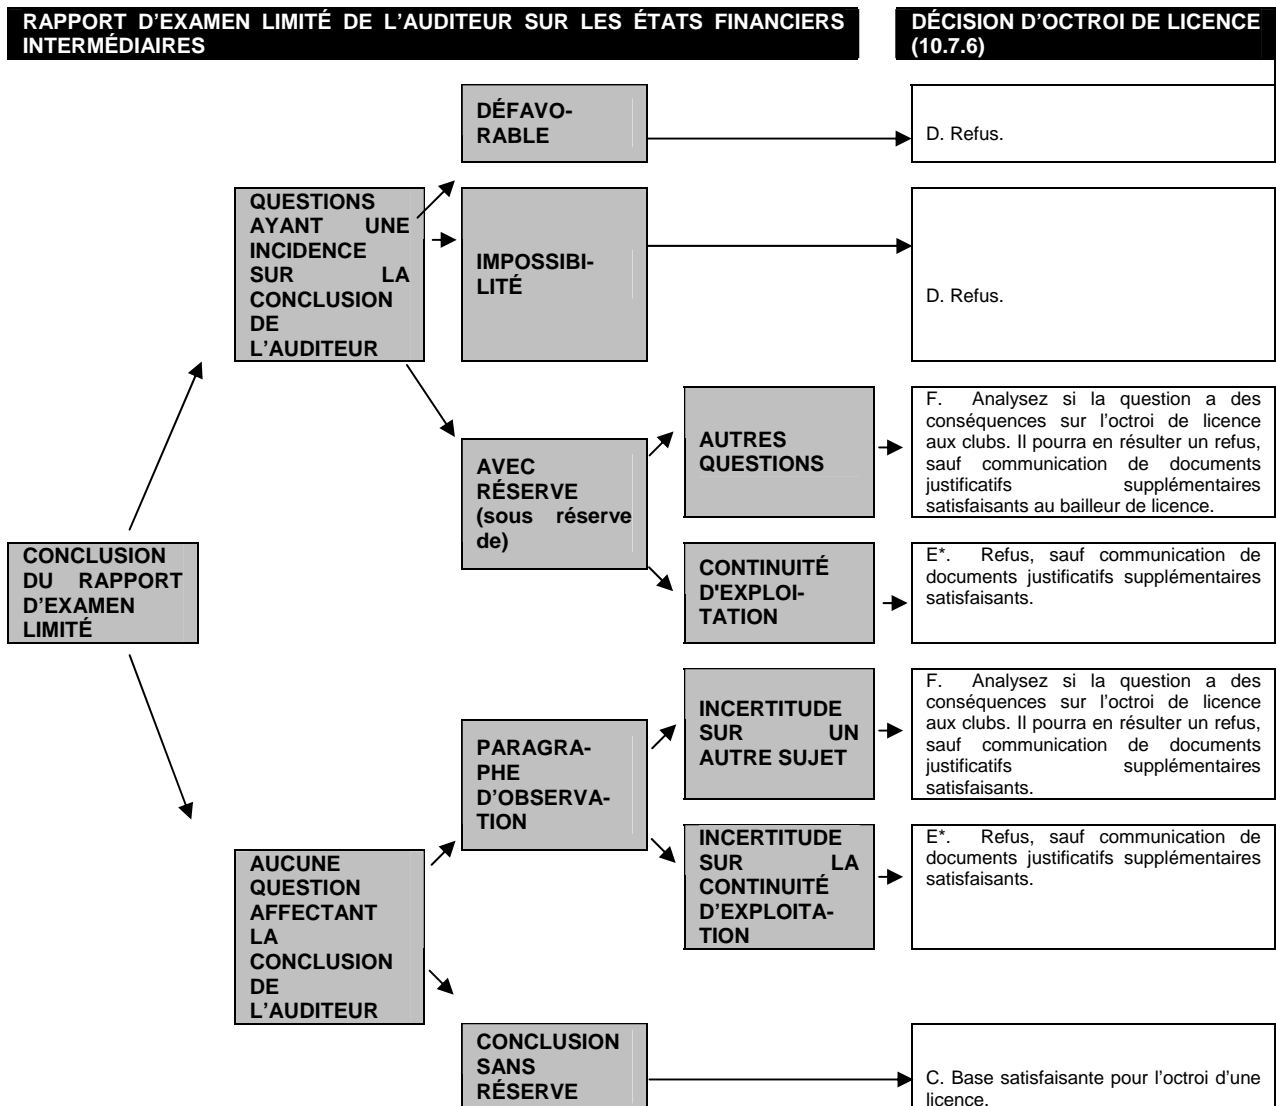 RAPPORT D'EXAMEN LIMITÉ DE L'AUDITEUR SUR LES ÉTATS FINANCIERS
INTERMÉDIAIRES
DÉCISION D'OCTROI DE LICENCE
(10.7.6)
DÉFAVO-
RABLE
D. Refus.
QUESTIONS
AYANT UNE
INCIDENCE
SUR LA
CONCLUSION
DE
L'AUDITEUR
IMPOSSIBI-
LITÉ
D. Refus.
AVEC
RÉSERVE
(sous réserve
de)
AUTRES
QUESTIONS
F. Analysez si la question a des
conséquences sur l'octroi de licence
aux clubs. Il pourra en résulter un refus,
sauf communication de documents
justificatifs supplémentaires
satisfaisants au bailleur de licence.
CONCLUSION
DU RAPPORT
D'EXAMEN
LIMITÉ
CONTINUITÉ
D'EXPLOI-
TATION
E*. Refus, sauf communication de
documents justificatifs supplémentaires
satisfaisants.
PARAGRA-
PHE
D'OBSERVA-
TION
INCERTITUDE
SUR UN
AUTRE SUJET
F. Analysez si la question a des
conséquences sur l'octroi de licence
aux clubs. Il pourra en résulter un refus,
sauf communication de documents
justificatifs supplémentaires
satisfaisants.
AUCUNE
QUESTION
AFFECTANT
LA
CONCLUSION
DE
L'AUDITEUR
INCERTITUDE
SUR LA
CONTINUITÉ
D'EXPLOITA-
TION
E*. Refus, sauf communication de
documents justificatifs supplémentaires
satisfaisants.
CONCLUSION
SANS
RÉSERVE
C. Base satisfaisante pour l'octroi d'une
licence.